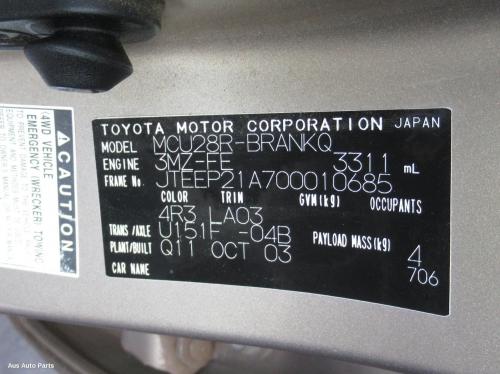 TOYOTA MOTOR CORPORATION JAPAN
MODEL MCU28R-BRANKQ
ENGINE 3MZ-FE 3311 mL
FRAME No. JTEEP21A700010685
COLOR TRIM GVM(kg) OCCUPANTS
4R3 LA03
TRANS/AXLE U151F -04B PAYLOAD MASS(kg) 4
PLANT/BUILT Q11 OCT 03 706
CAR NAME
CAUTION
(4WD VEHICLE
EMERGENCY (WRECKER) TOWING
Aus Auto Parts